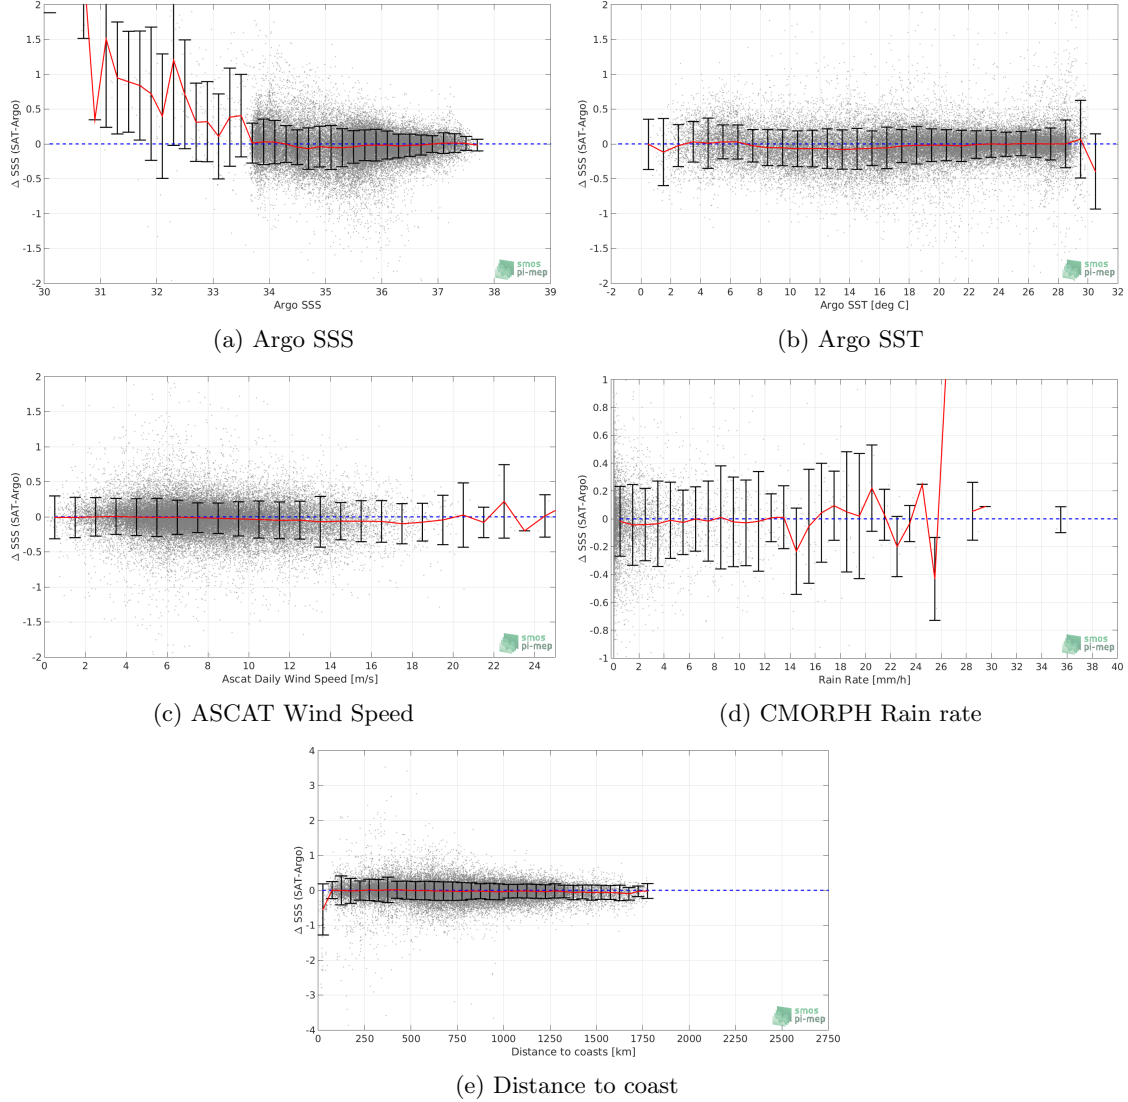 2
1.5
1
0.5
0
-0.5
-1
-1.5
-2
Δ SSS (SAT-Argo)
30 31 32 33 34 35 36 37 38 39
Argo SSS
smos
pi-mep
(a) Argo SSS
2
1.5
1
0.5
0
-0.5
-1
-1.5
-2
Δ SSS (SAT-Argo)
-2 0 2 4 6 8 10 12 14 16 18 20 22 24 26 28 30 32
Argo SST [deg C]
smos
pi-mep
(b) Argo SST
2
1.5
1
0.5
0
-0.5
-1
-1.5
-2
Δ SSS (SAT-Argo)
0 2 4 6 8 10 12 14 16 18 20 22 24
Ascat Daily Wind Speed [m/s]
smos
pi-mep
(c) ASCAT Wind Speed
1
0.8
0.6
0.4
0.2
0
-0.2
-0.4
-0.6
-0.8
-1
Δ SSS (SAT-Argo)
0 2 4 6 8 10 12 14 16 18 20 22 24 26 28 30 32 34 36 38 40
Rain Rate [mm/h]
smos
pi-mep
(d) CMORPH Rain rate
4
3
2
1
0
-1
-2
-3
-4
Δ SSS (SAT-Argo)
0 250 500 750 1000 1250 1500 1750 2000 2250 2500 2750
Distance to coasts [km]
smos
pi-mep
(e) Distance to coast